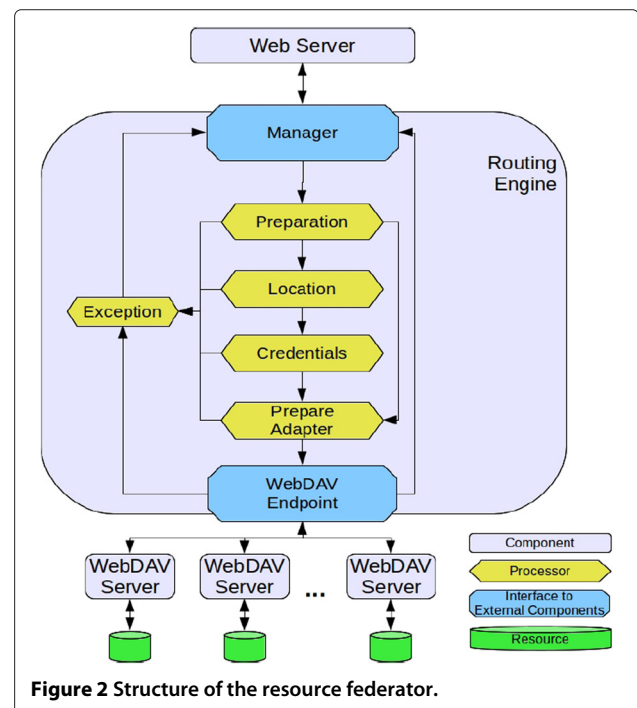 Web Server
Manager
Routing
Engine
Preparation
Location
Exception
Credentials
Prepare
Adapter
WebDAV
Endpoint
WebDAV
Server
WebDAV
Server
...
WebDAV
Server
Component
Processor
Interface to
External Components
Resource
Figure 2 Structure of the resource federator.